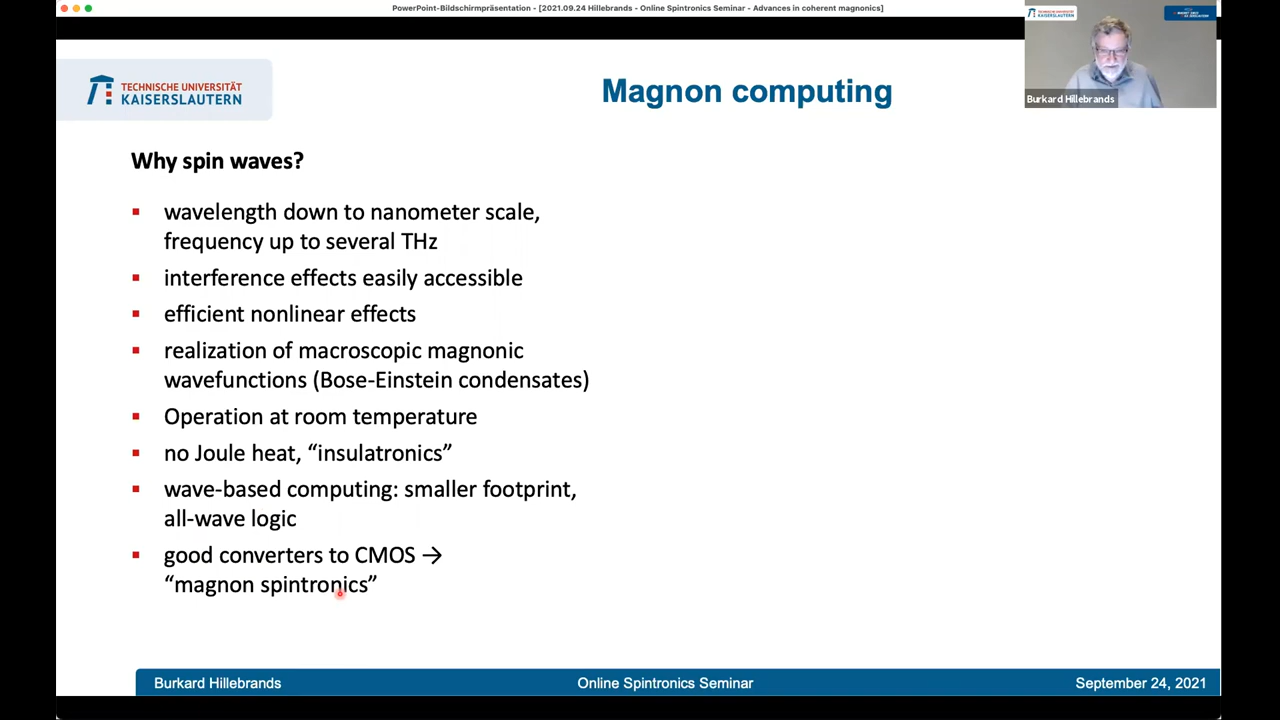 PowerPoint-Bildschirmpräsentation - [2021.09.24 Hillebrands - Online Spintronics Seminar - Advances in coherent magnonics]
TECHNISCHE UNIVERSITÄT
KAISERSLAUTERN
Magnon computing
TECHNISCHE UNIVERSITÄT
KAISERSLAUTERN
Burkard Hillebrands
Why spin waves?
▪ wavelength down to nanometer scale,
frequency up to several THz
▪ interference effects easily accessible
▪ efficient nonlinear effects
▪ realization of macroscopic magnonic
wavefunctions (Bose-Einstein condensates)
▪ Operation at room temperature
▪ no Joule heat, “insulatronics”
▪ wave-based computing: smaller footprint,
all-wave logic
▪ good converters to CMOS →
“magnon spintronics”
Burkard Hillebrands
Online Spintronics Seminar
September 24, 2021